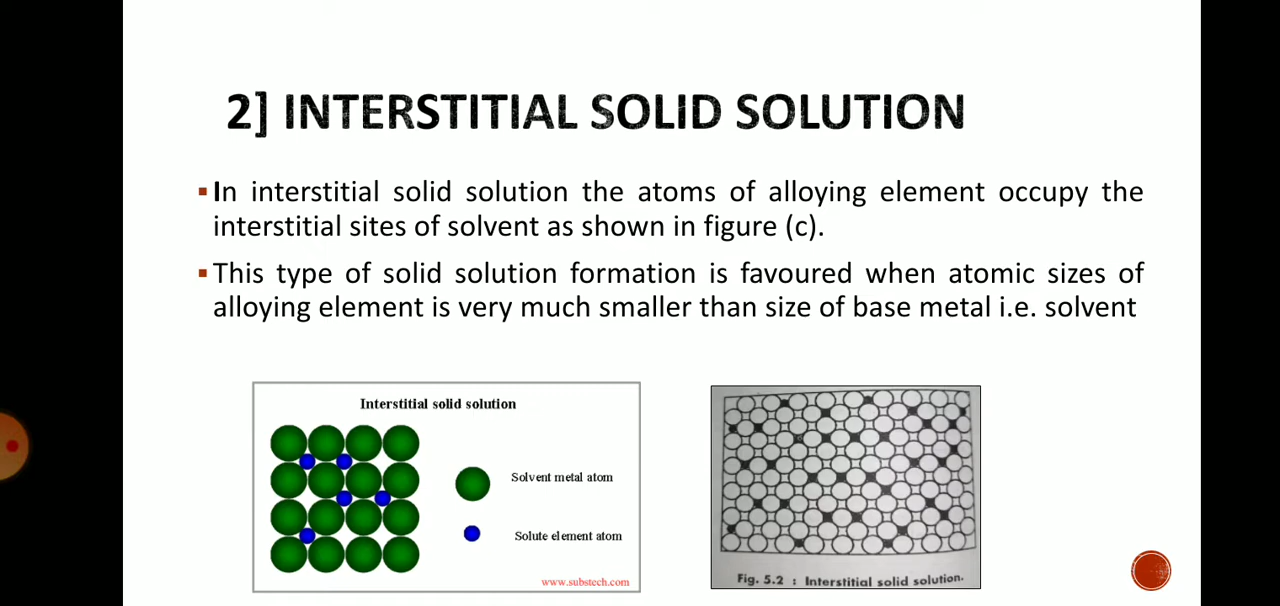 2] INTERSTITIAL SOLID SOLUTION
▪In interstitial solid solution the atoms of alloying element occupy the
interstitial sites of solvent as shown in figure (c).
▪This type of solid solution formation is favoured when atomic sizes of
alloying element is very much smaller than size of base metal i.e. solvent
Interstitial solid solution
Solvent metal atom
Solute element atom
www.substech.com
Fig. 5.2 : Interstitial solid solution.